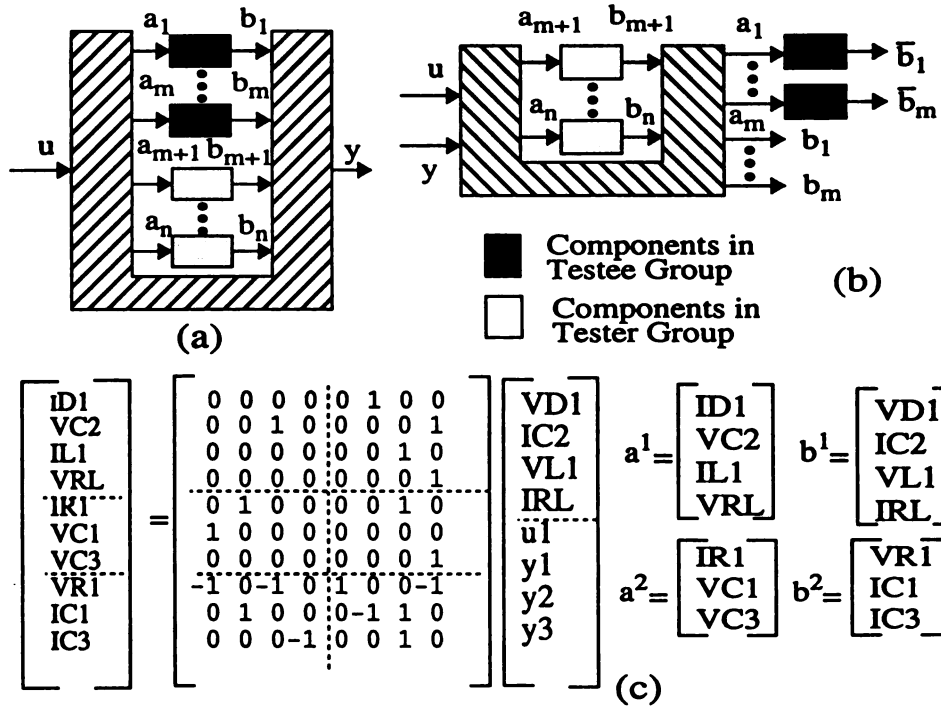 a1 b1
am bm
u
am+1 bm+1
y
an bn
(a)
am+1 bm+1
u
an bn
y
a1
b̅1
b̅m
am
b1
bm
Components in
Testee Group
(b)
Components in
Tester Group
ID1
VC2
IL1
VRL
IR1
VC1
VC3
VR1
IC1
IC3
=
0 0 0 0 0 1 0 0
0 0 1 0 0 0 0 1
0 0 0 0 0 0 1 0
0 0 0 0 0 0 0 1
0 1 0 0 0 0 1 0
1 0 0 0 0 0 0 0
0 0 0 0 0 0 0 1
-1 0 -1 0 1 0 0 -1
0 1 0 0 0 -1 1 0
0 0 0 -1 0 0 1 0
VD1
IC2
VL1
IRL
u1
y1
y2
y3
a1=
ID1
VC2
IL1
VRL
b1=
VD1
IC2
VL1
IRL
a2=
IR1
VC1
VC3
b2=
VR1
IC1
IC3
(c)